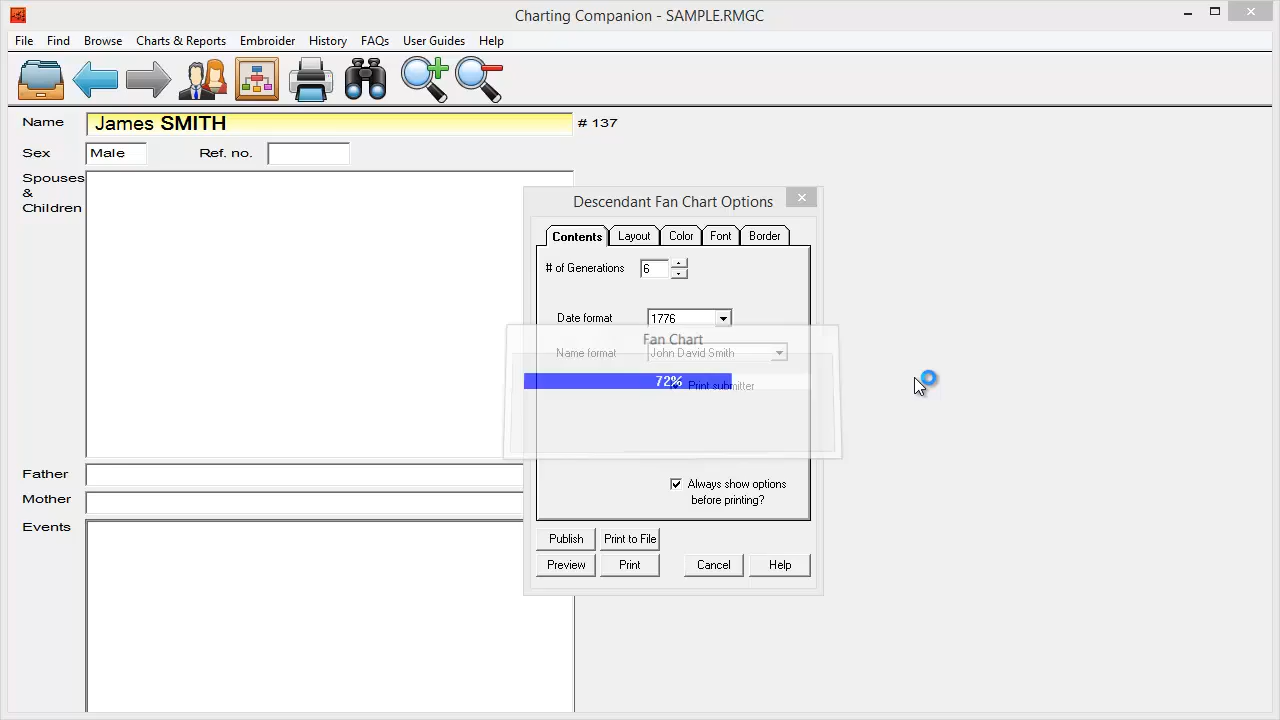 Charting Companion - SAMPLE.RMGC
File Find Browse Charts & Reports Embroider History FAQs User Guides Help
Name James SMITH # 137
Sex Male Ref. no.
Spouses
&
Children
Descendant Fan Chart Options
Contents Layout Color Font Border
# of Generations 6
Date format 1776
Fan Chart
Name format John David Smith
72%
Print submitter
Father
Always show options
before printing?
Mother
Events
Publish Print to File
Preview Print Cancel Help